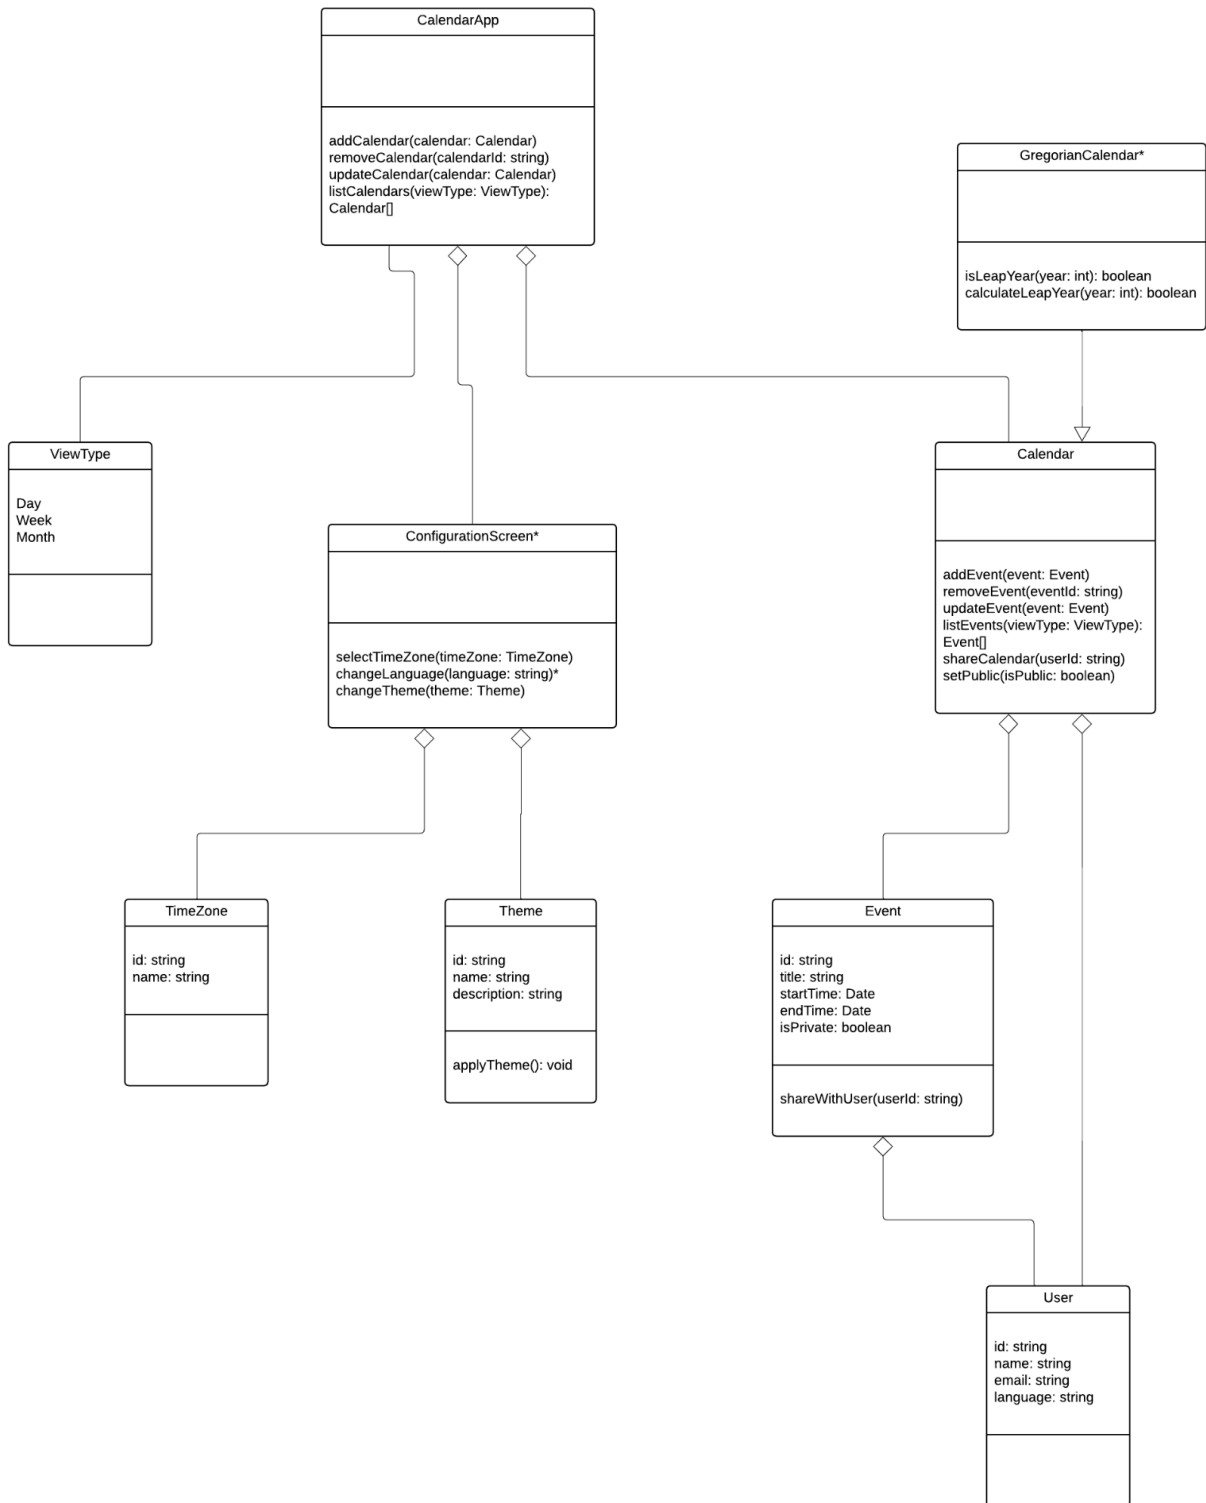 CalendarApp
addCalendar(calendar: Calendar)
removeCalendar(calendarId: string)
updateCalendar(calendar: Calendar)
listCalendars(viewType: ViewType):
Calendar[]
GregorianCalendar*
isLeapYear(year: int): boolean
calculateLeapYear(year: int): boolean
ViewType
Day
Week
Month
ConfigurationScreen*
selectTimeZone(timeZone: TimeZone)
changeLanguage(language: string)*
changeTheme(theme: Theme)
Calendar
addEvent(event: Event)
removeEvent(eventId: string)
updateEvent(event: Event)
listEvents(viewType: ViewType):
Event[]
shareCalendar(userId: string)
setPublic(isPublic: boolean)
TimeZone
id: string
name: string
Theme
id: string
name: string
description: string
applyTheme(): void
Event
id: string
title: string
startTime: Date
endTime: Date
isPrivate: boolean
shareWithUser(userId: string)
User
id: string
name: string
email: string
language: string